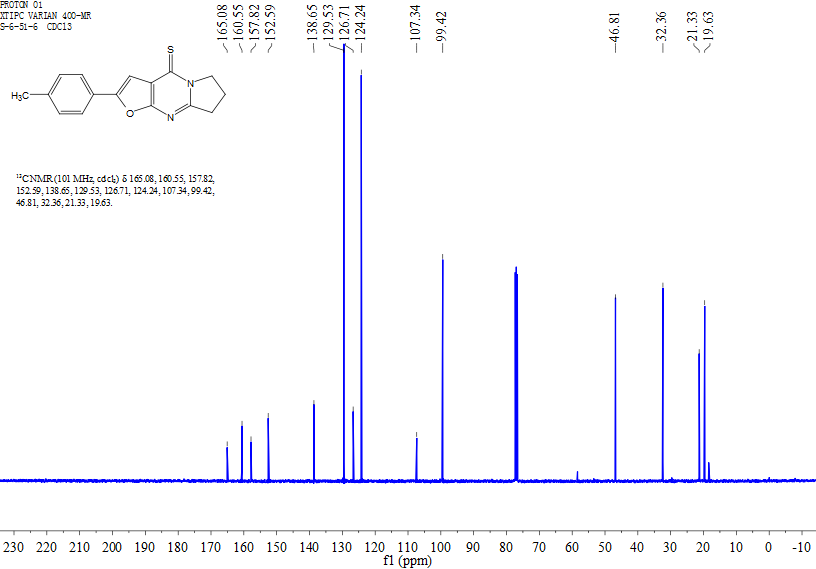 PROTON 01
XTIPC VARIAN 400-MR
S-6-51-6 CDCl3
165.08
160.55
157.82
152.59
138.65
129.53
126.71
124.24
107.34
99.42
46.81
32.36
21.33
19.63
S
N
H₃C
O
N
¹³C NMR (101 MHz, cdcl₃) δ 165.08, 160.55, 157.82,
152.59, 138.65, 129.53, 126.71, 124.24, 107.34, 99.42,
46.81, 32.36, 21.33, 19.63.
230 220 210 200 190 180 170 160 150 140 130 120 110 100 90 80 70 60 50 40 30 20 10 0 -10
f1 (ppm)